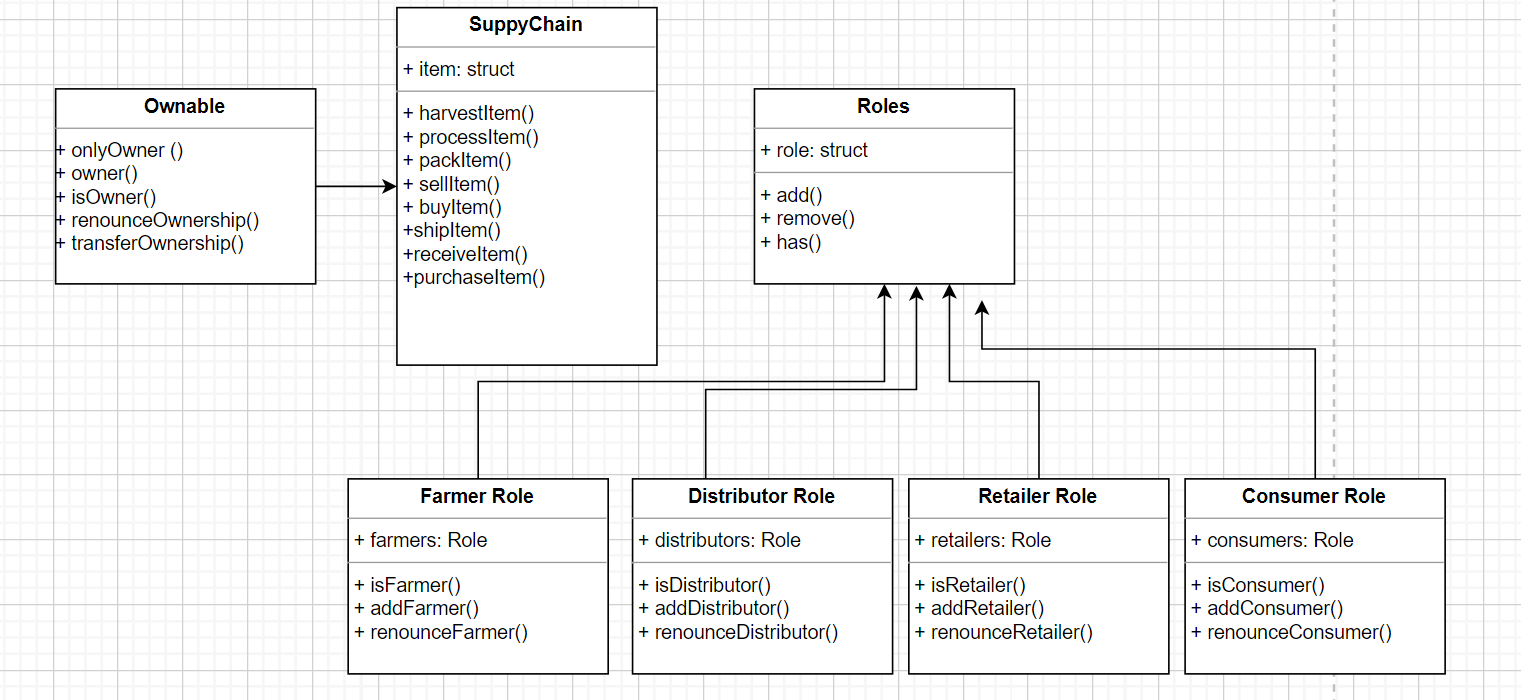 SuppyChain
+ item: struct
+ harvestItem()
+ processItem()
+ packItem()
+ sellItem()
+ buyItem()
+shipItem()
+receiveItem()
+purchaseItem()
Ownable
+ onlyOwner ()
+ owner()
+ isOwner()
+ renounceOwnership()
+ transferOwnership()
Roles
+ role: struct
+ add()
+ remove()
+ has()
Farmer Role
+ farmers: Role
+ isFarmer()
+ addFarmer()
+ renounceFarmer()
Distributor Role
+ distributors: Role
+ isDistributor()
+ addDistributor()
+ renounceDistributor()
Retailer Role
+ retailers: Role
+ isRetailer()
+ addRetailer()
+ renounceRetailer()
Consumer Role
+ consumers: Role
+ isConsumer()
+ addConsumer()
+ renounceConsumer()